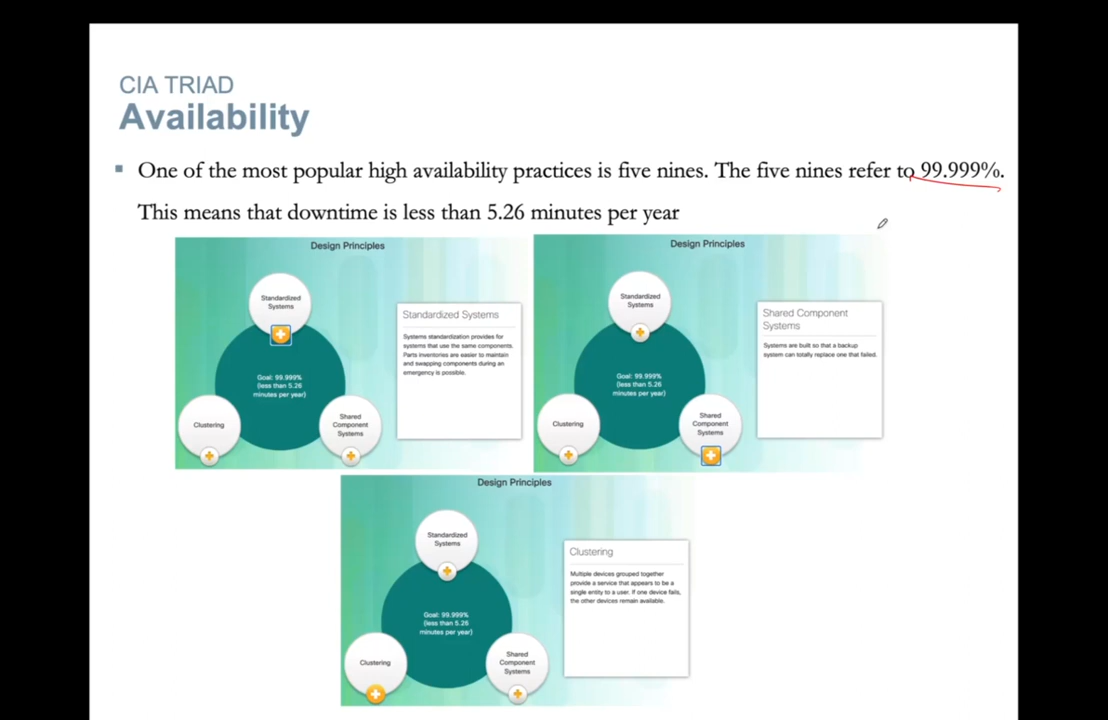 CIA TRIAD
Availability
One of the most popular high availability practices is five nines. The five nines refer to 99.999%.
This means that downtime is less than 5.26 minutes per year
Design Principles
Standardized
Systems
Goal: 99.999%
(less than 5.26
minutes per year)
Clustering
Shared
Component
Systems
Standardized Systems
Systems standardization provides for
systems that use the same components.
Parts inventories are easier to maintain
and swapping components during an
emergency is possible.
Design Principles
Standardized
Systems
Goal: 99.999%
(less than 5.26
minutes per year)
Clustering
Shared
Component
Systems
Shared Component
Systems
Systems are built so that a backup
system can totally replace one that failed.
Design Principles
Standardized
Systems
Goal: 99.999%
(less than 5.26
minutes per year)
Clustering
Shared
Component
Systems
Clustering
Multiple devices grouped together
provide a service that appears to be a
single entity to a user. If one device fails,
the other devices remain available.